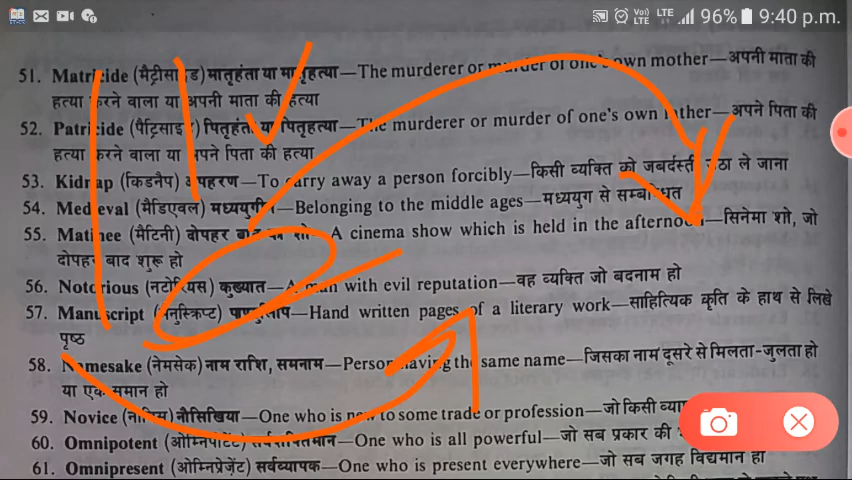 Vo)) LTE LTE 96% 9:40 p.m.
51. Matricide (मैट्रीसाइड) मातृहंता या मातृहत्या—The murderer or murder of one's own mother—अपनी माता की
हत्या करने वाला या अपनी माता की हत्या
52. Patricide (पैट्रिसाइड) पितृहंता या पितृहत्या—The murderer or murder of one's own father—अपने पिता की
हत्या करने वाला या अपने पिता की हत्या
53. Kidnap (किडनैप) अपहरण—To carry away a person forcibly—किसी व्यक्ति को जबर्दस्ती उठा ले जाना
54. Medieval (मैडिएवल) मध्ययुगीन—Belonging to the middle ages—मध्ययुग से सम्बन्धित
55. Matinee (मैटिनी) दोपहर बाद का शो—A cinema show which is held in the afternoon—सिनेमा शो, जो
दोपहर बाद शुरू हो
56. Notorious (नटोरियस) कुख्यात—A man with evil reputation—वह व्यक्ति जो बदनाम हो
57. Manuscript (मैनुस्क्रिप्ट) पाण्डुलिपि—Hand written pages of a literary work—साहित्यिक कृति के हाथ से लिखे
पृष्ठ
58. Namesake (नेमसेक) नाम राशि, समनाम—Person having the same name—जिसका नाम दूसरे से मिलता-जुलता हो
या एक समान हो
59. Novice (नाविस) नौसिखिया—One who is new to some trade or profession—जो किसी
60. Omnipotent (ओम्निपोटेंट) सर्वशक्तिमान—One who is all powerful—जो सब प्रकार की
61. Omnipresent (ओम्निप्रेज़ेंट) सर्वव्यापक—One who is present everywhere—जो सब जगह विद्यमान हो